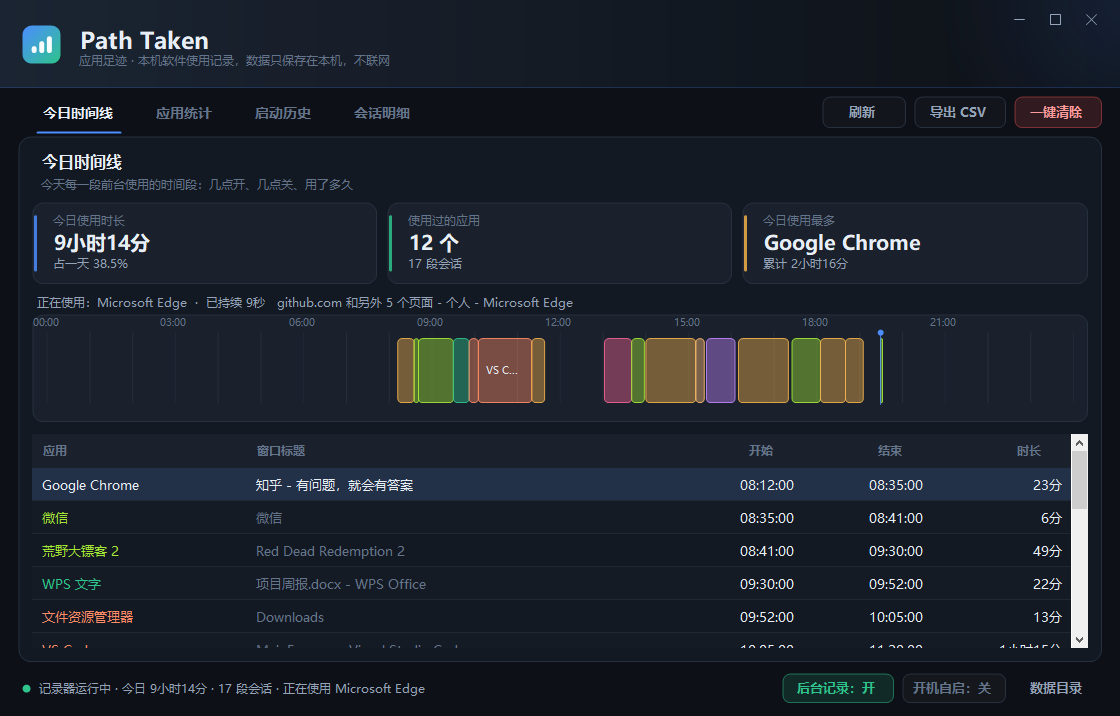 Path Taken
应用足迹 · 本机软件使用记录，数据只保存在本机，不联网
今日时间线 应用统计 启动历史 会话明细 刷新 导出 CSV 一键清除
今日时间线
今天每一段前台使用的时间段：几点开、几点关、用了多久
今日使用时长 使用过的应用 今日使用最多
9小时14分 12 个 Google Chrome
占一天 38.5% 17 段会话 累计 2小时16分
正在使用：Microsoft Edge · 已持续 9秒 github.com 和另外 5 个页面 - 个人 - Microsoft Edge
00:00 03:00 06:00 09:00 12:00 15:00 18:00 21:00
VS C...
应用 窗口标题 开始 结束 时长
Google Chrome 知乎 - 有问题，就会有答案 08:12:00 08:35:00 23分
微信 微信 08:35:00 08:41:00 6分
荒野大镖客 2 Red Dead Redemption 2 08:41:00 09:30:00 49分
WPS 文字 项目周报.docx - WPS Office 09:30:00 09:52:00 22分
文件资源管理器 Downloads 09:52:00 10:05:00 13分
记录器运行中 · 今日 9小时14分 · 17 段会话 · 正在使用 Microsoft Edge 后台记录：开 开机自启：关 数据目录